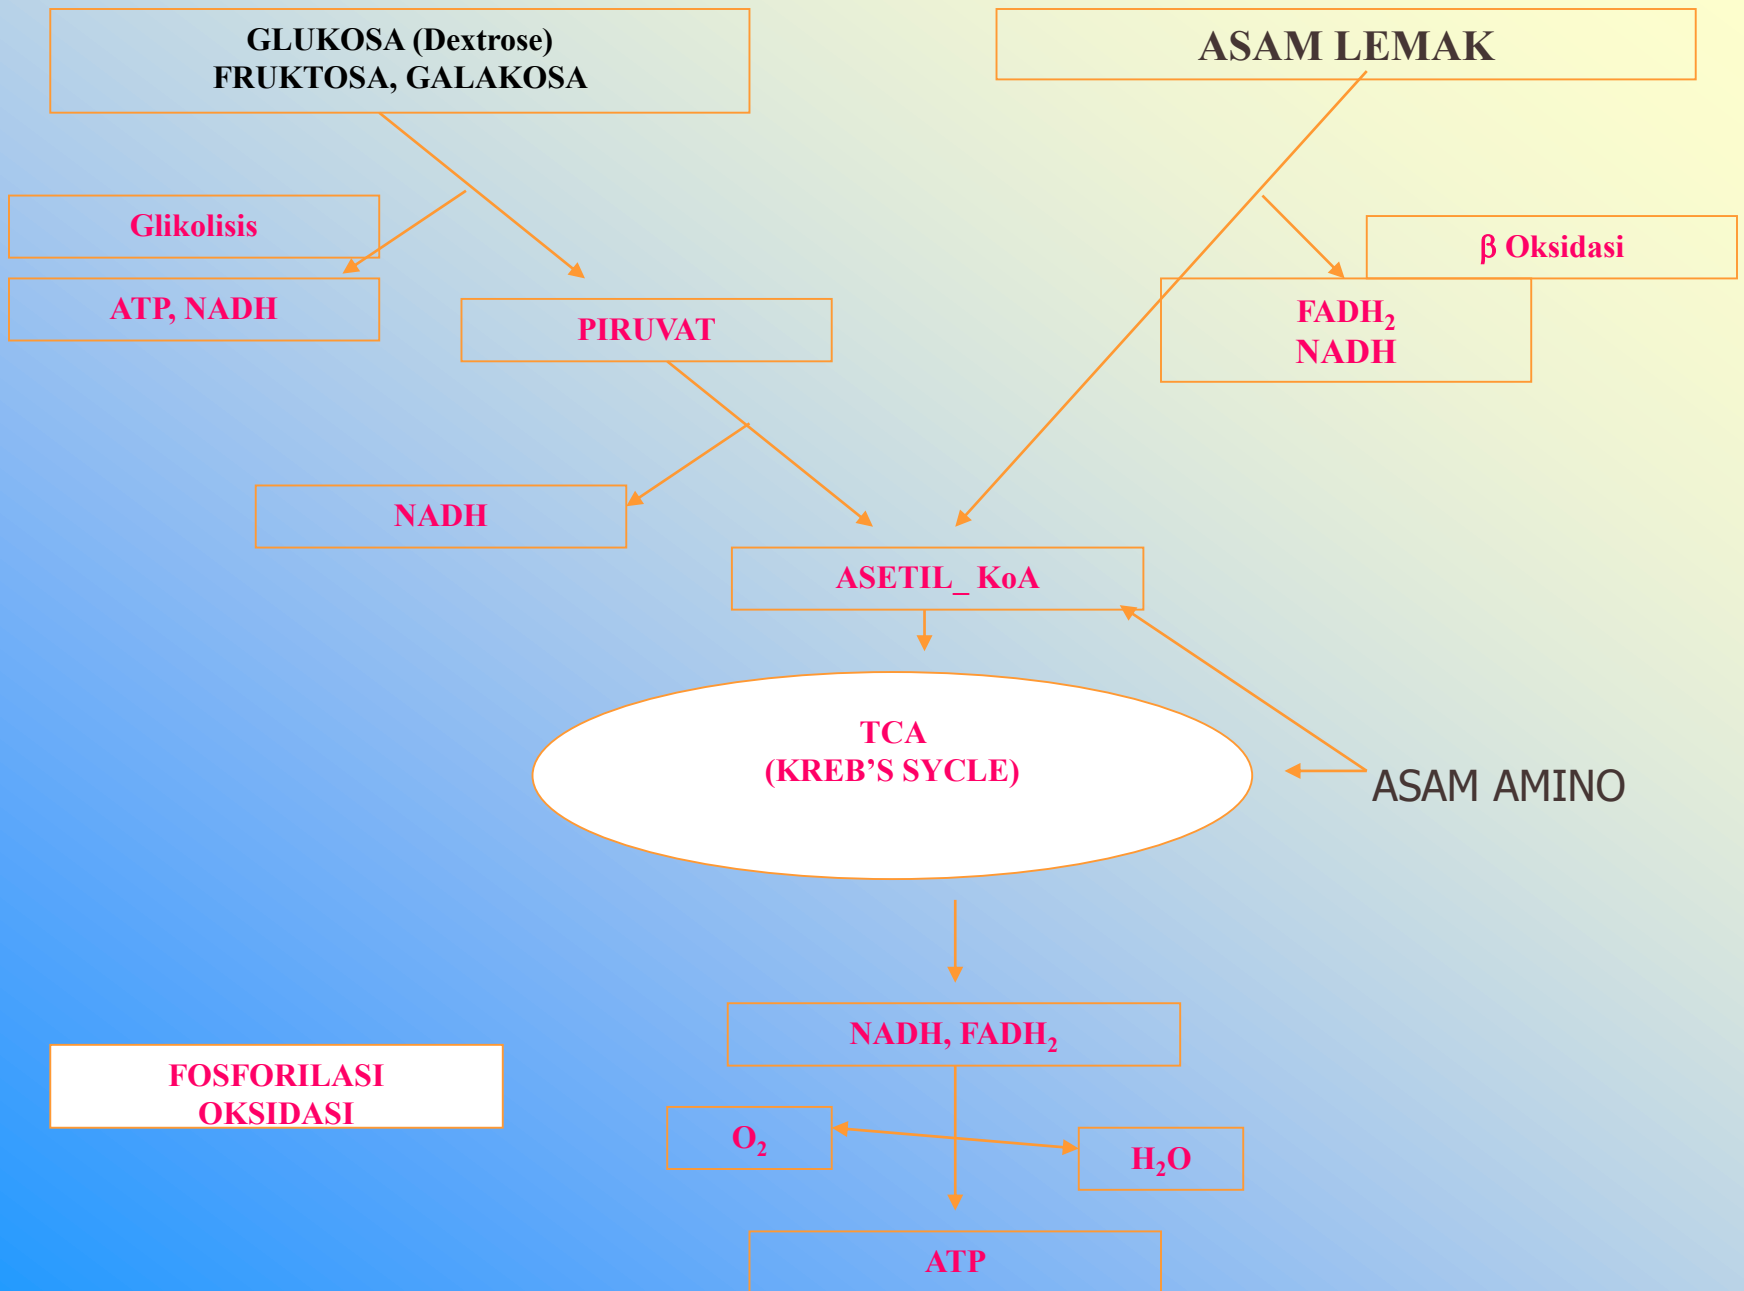 GLUKOSA (Dextrose)
FRUKTOSA, GALAKOSA
ASAM LEMAK
Glikolisis
β Oksidasi
ATP, NADH
PIRUVAT
FADH₂
NADH
NADH
ASETIL_ KoA
TCA
(KREB’S SYCLE)
ASAM AMINO
NADH, FADH₂
FOSFORILASI
OKSIDASI
O₂
H₂O
ATP